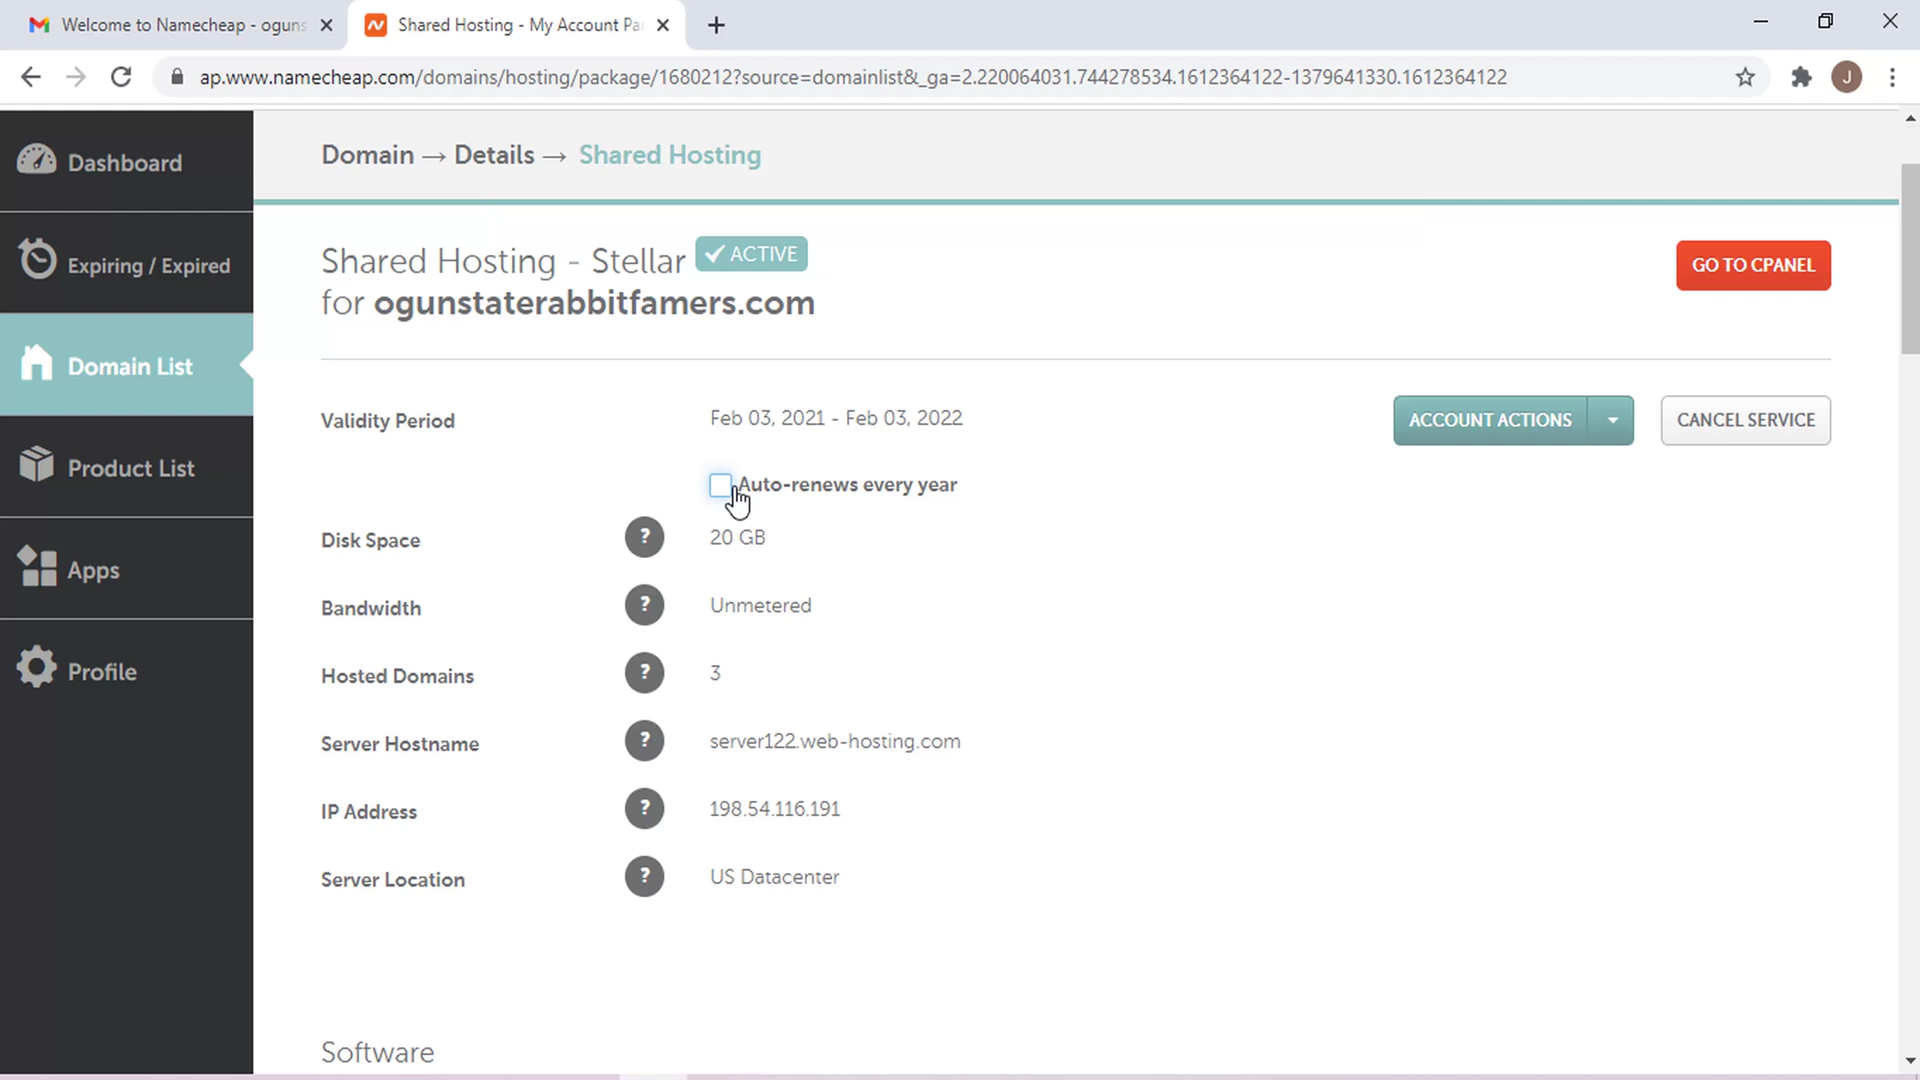 Welcome to Namecheap - oguns
Shared Hosting - My Account Pa
ap.www.namecheap.com/domains/hosting/package/1680212?source=domainlist&_ga=2.220064031.744278534.1612364122-1379641330.1612364122
J
Dashboard
Expiring / Expired
Domain List
Product List
Apps
Profile
Domain → Details → Shared Hosting
Shared Hosting - Stellar ACTIVE
for ogunstaterabbitfamers.com
GO TO CPANEL
Validity Period
Feb 03, 2021 - Feb 03, 2022
ACCOUNT ACTIONS
CANCEL SERVICE
Auto-renews every year
Disk Space ? 20 GB
Bandwidth ? Unmetered
Hosted Domains ? 3
Server Hostname ? server122.web-hosting.com
IP Address ? 198.54.116.191
Server Location ? US Datacenter
Software